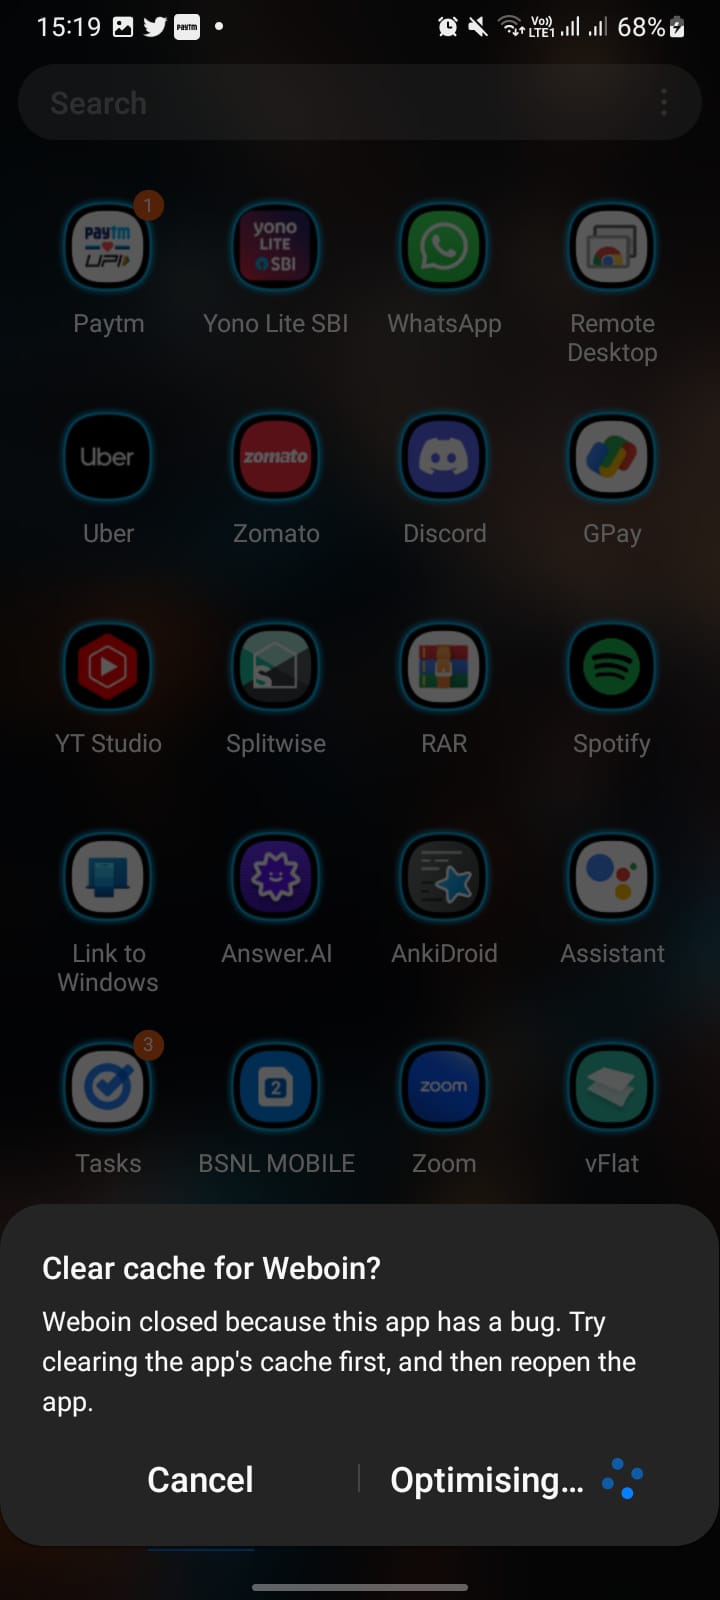 15:19 Paytm Vo)) LTE1 68%
Search
1
paytm yono
UPI LITE
SBI
Paytm Yono Lite SBI WhatsApp Remote
Desktop
Uber zomato
Uber Zomato Discord GPay
S
YT Studio Splitwise RAR Spotify
Link to Answer.AI AnkiDroid Assistant
Windows
3
2 zoom
Tasks BSNL MOBILE Zoom vFlat
Clear cache for Weboin?
Weboin closed because this app has a bug. Try
clearing the app's cache first, and then reopen the
app.
Cancel Optimising...